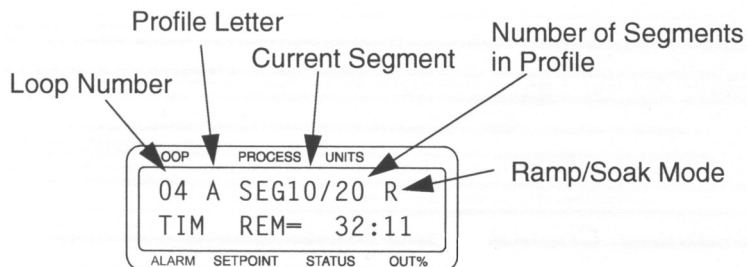 Profile Letter
Number of Segments
in Profile
Current Segment
Loop Number
LOOP PROCESS UNITS
Ramp/Soak Mode
04 A SEG10/20 R
TIM REM= 32:11
ALARM SETPOINT STATUS OUT%